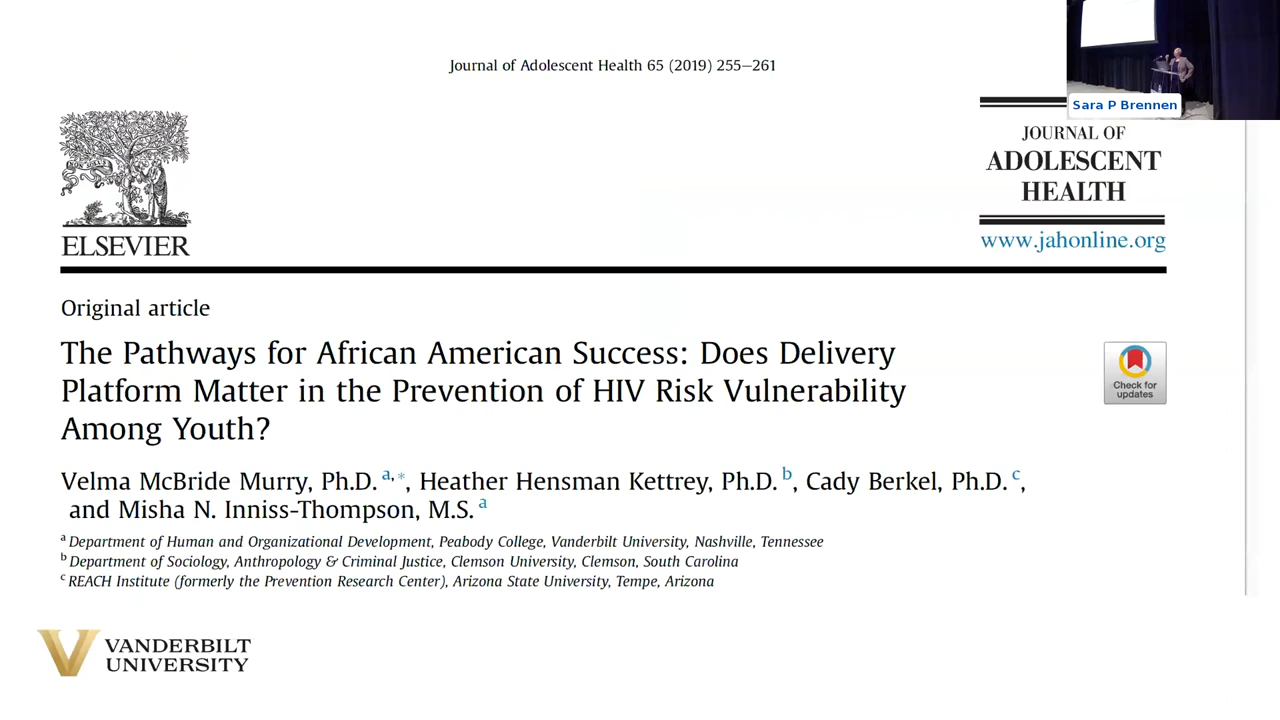 Journal of Adolescent Health 65 (2019) 255–261
Sara P Brennen
ELSEVIER
JOURNAL OF
ADOLESCENT
HEALTH
www.jahonline.org
Original article
The Pathways for African American Success: Does Delivery
Platform Matter in the Prevention of HIV Risk Vulnerability
Among Youth?
Check for
updates
Velma McBride Murry, Ph.D. a,*, Heather Hensman Kettrey, Ph.D. b, Cady Berkel, Ph.D. c,
and Misha N. Inniss-Thompson, M.S. a
a Department of Human and Organizational Development, Peabody College, Vanderbilt University, Nashville, Tennessee
b Department of Sociology, Anthropology & Criminal Justice, Clemson University, Clemson, South Carolina
c REACH Institute (formerly the Prevention Research Center), Arizona State University, Tempe, Arizona
VANDERBILT
UNIVERSITY